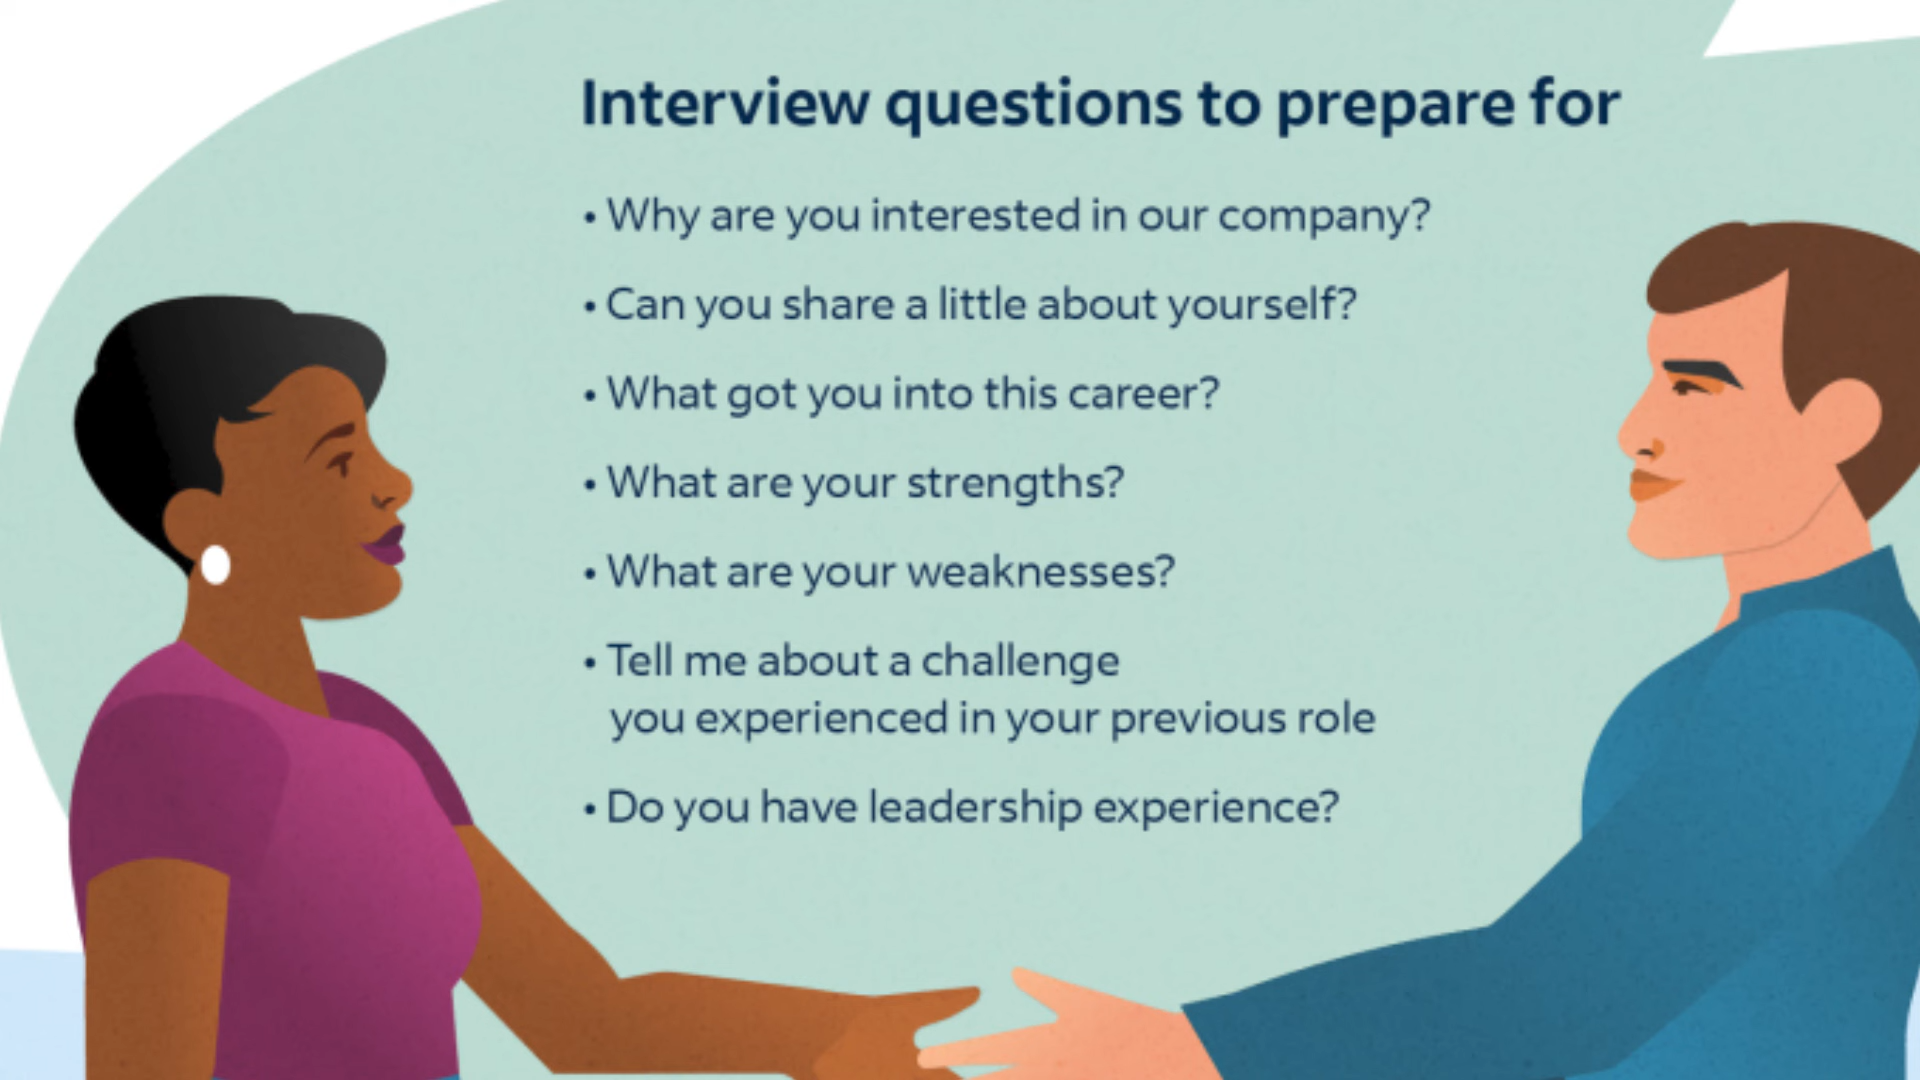 Interview questions to prepare for
• Why are you interested in our company?
• Can you share a little about yourself?
• What got you into this career?
• What are your strengths?
• What are your weaknesses?
• Tell me about a challenge
you experienced in your previous role
• Do you have leadership experience?